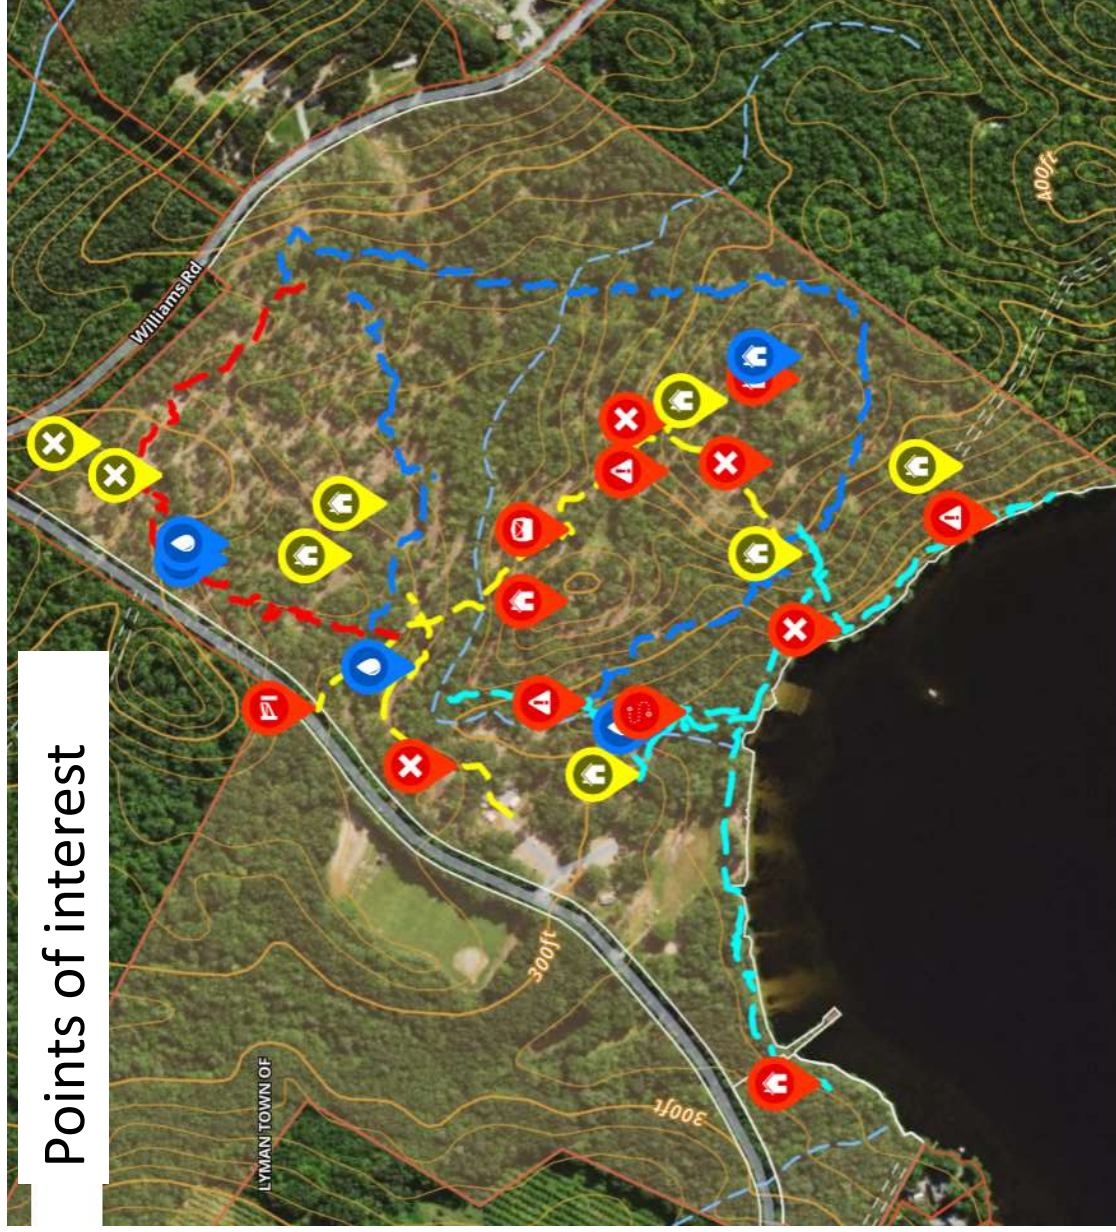 Points of interest
Williams Rd
LYMAN TOWN OF
300ft
300ft
400ft